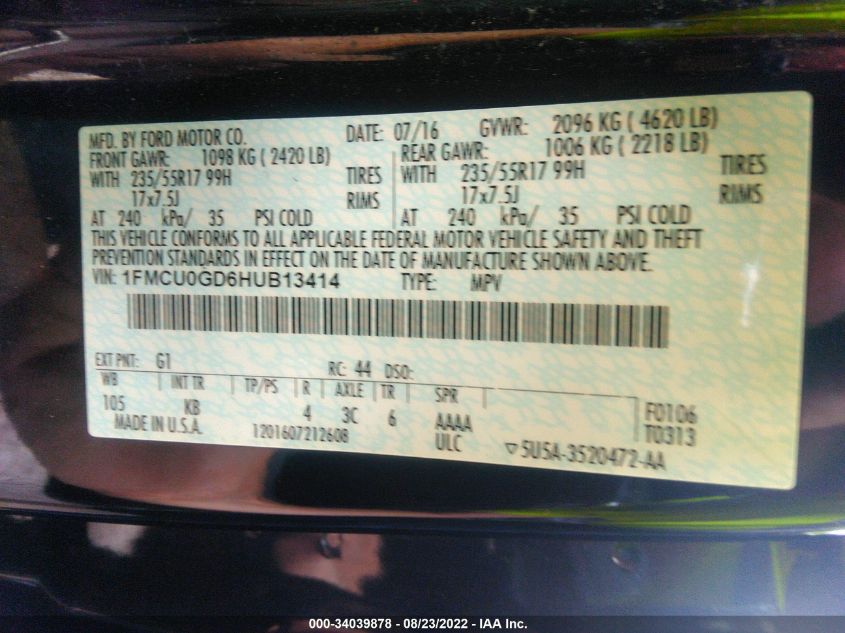 MFD. BY FORD MOTOR CO. DATE: 07/16 GVWR: 2096 KG ( 4620 LB)
FRONT GAWR: 1098 KG ( 2420 LB) REAR GAWR: 1006 KG ( 2218 LB)
WITH 235/55R17 99H TIRES WITH 235/55R17 99H TIRES
17x7.5J RIMS 17x7.5J RIMS
AT 240 kPa/ 35 PSI COLD AT 240 kPa/ 35 PSI COLD
THIS VEHICLE CONFORMS TO ALL APPLICABLE FEDERAL MOTOR VEHICLE SAFETY AND THEFT
PREVENTION STANDARDS IN EFFECT ON THE DATE OF MANUFACTURE SHOWN ABOVE.
VIN: 1FMCU0GD6HUB13414 TYPE: MPV
EXT PNT: G1 RC: 44 DSO:
WB INT TR TP/PS R AXLE TR SPR
105 KB 4 3C 6 AAAA F0106
MADE IN U.S.A. 1201607212608 ULC T0313
▽5U5A-3520472-AA
000-34039878 - 08/23/2022 - IAA Inc.